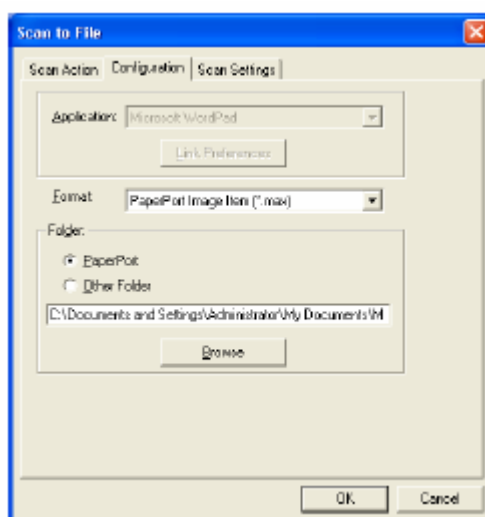 Scan to File
Scan Action Configuration Scan Settings
Application: Microsoft WordPad
Link Preferences
Format PaperPort Image Item (*.max)
Folder:
PaperPort
Other Folder
C:\Documents and Settings\Administrator\My Documents\M
Browse
OK Cancel